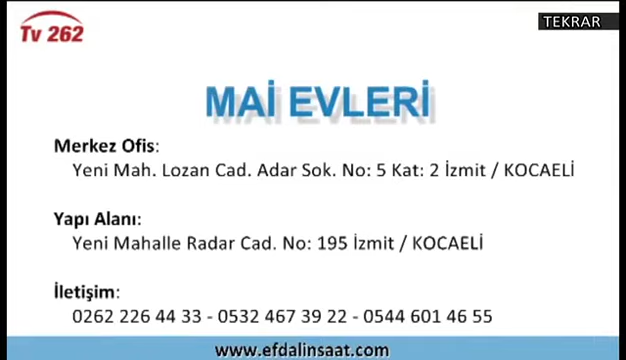 Tv 262
TEKRAR
MAİ EVLERİ
Merkez Ofis:
Yeni Mah. Lozan Cad. Adar Sok. No: 5 Kat: 2 İzmit / KOCAELİ
Yapı Alanı:
Yeni Mahalle Radar Cad. No: 195 İzmit / KOCAELİ
İletişim:
0262 226 44 33 - 0532 467 39 22 - 0544 601 46 55
www.efdalinsaat.com